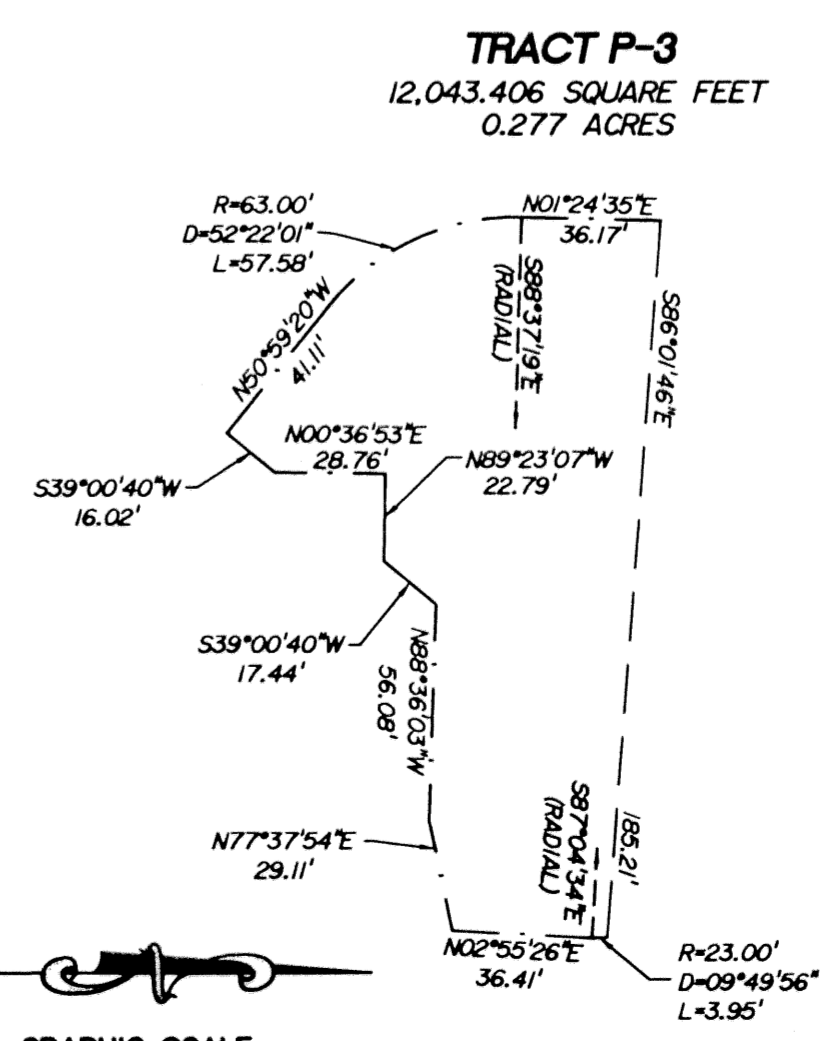 TRACT P-3
12,043.406 SQUARE FEET
0.277 ACRES
R=63.00'
D=52°22'01"
L=57.58'
N01°24'35"E
36.17'
S88°37'19"E
(RADIAL)
S86°01'46"E
185.21'
N50°59'20"W
41.11'
N00°36'53"E
28.76'
N89°23'07"W
22.79'
S39°00'40"W
16.02'
S39°00'40"W
17.44'
N88°36'03"W
56.08'
N77°37'54"E
29.11'
S87°04'34"E
(RADIAL)
N02°55'26"E
36.41'
R=23.00'
D=09°49'56"
L=3.95'
GRAPHIC SCALE